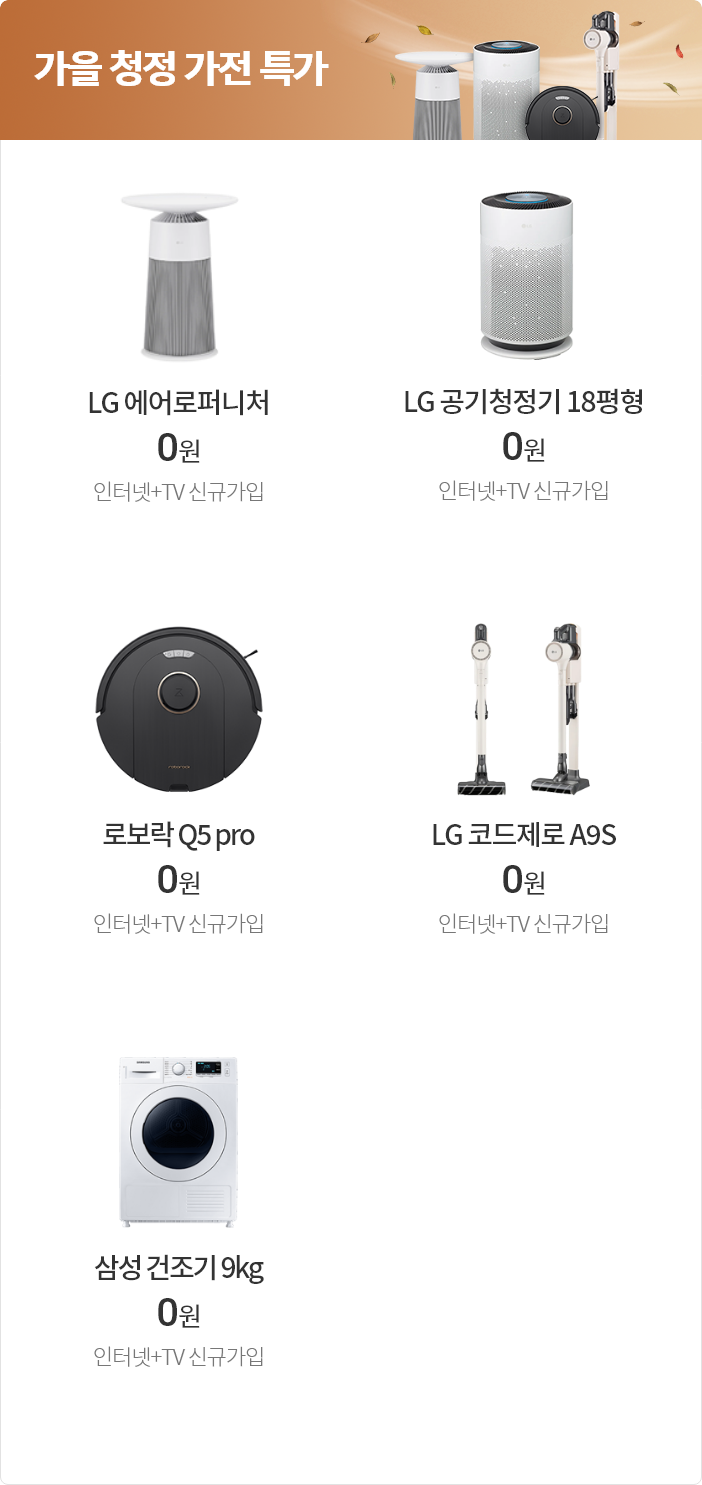 가을 청정 가전 특가
LG 에어로퍼니처
0원
인터넷+TV 신규가입
LG 공기청정기 18평형
0원
인터넷+TV 신규가입
로보락 Q5 pro
0원
인터넷+TV 신규가입
LG 코드제로 A9S
0원
인터넷+TV 신규가입
SAMSUNG
삼성 건조기 9kg
0원
인터넷+TV 신규가입